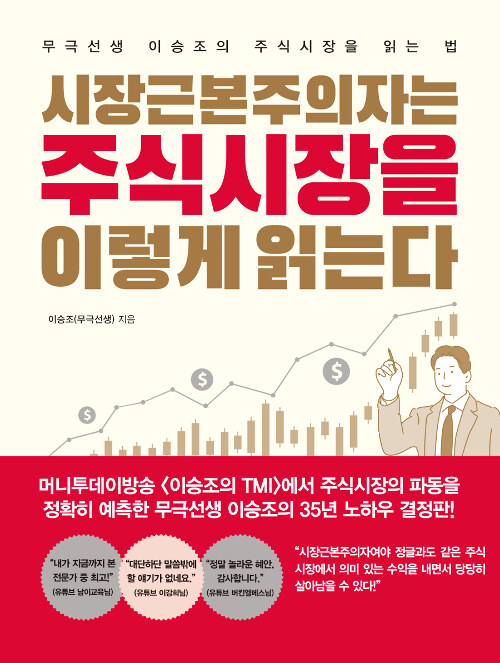 무극선생 이승조의 주식시장을 읽는 법
시장근본주의자는
주식시장을
이렇게 읽는다
이승조(무극선생) 지음
$
$
$
머니투데이방송 〈이승조의 TMI〉에서 주식시장의 파동을
정확히 예측한 무극선생 이승조의 35년 노하우 결정판!
“내가 지금까지 본
전문가 중 최고!”
(유튜브 남이교육님)
“대단하단 말씀밖에
할 얘기가 없네요.”
(유튜브 이강희님)
“정말 놀라운 혜안,
감사합니다.”
(유튜브 버킨엠베스님)
“시장근본주의자여야 정글과도 같은 주식
시장에서 의미 있는 수익을 내면서 당당히
살아남을 수 있다!”